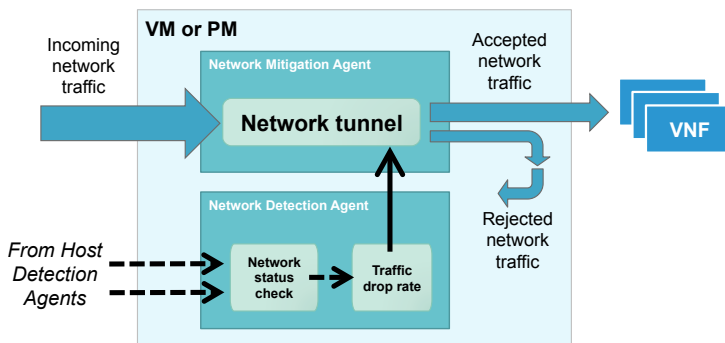 VM or PM
Incoming
network
traffic
Network Mitigation Agent
Network tunnel
Accepted
network
traffic
VNF
Rejected
network
traffic
Network Detection Agent
From Host
Detection
Agents
Network
status
check
Traffic
drop rate